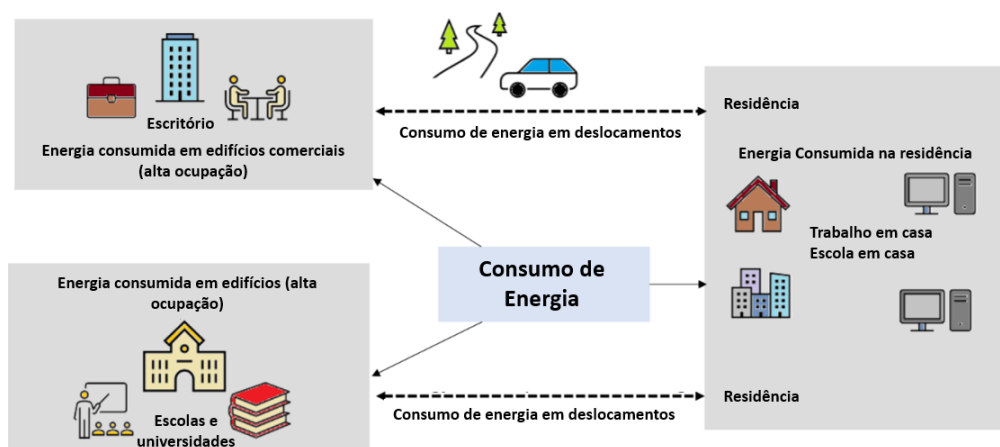 Escritório
Energia consumida em edifícios comerciais
(alta ocupação)
Consumo de energia em deslocamentos
Residência
Energia Consumida na residência
Trabalho em casa
Escola em casa
Consumo de
Energia
Energia consumida em edifícios (alta
ocupação)
Escolas e
universidades
Consumo de energia em deslocamentos
Residência